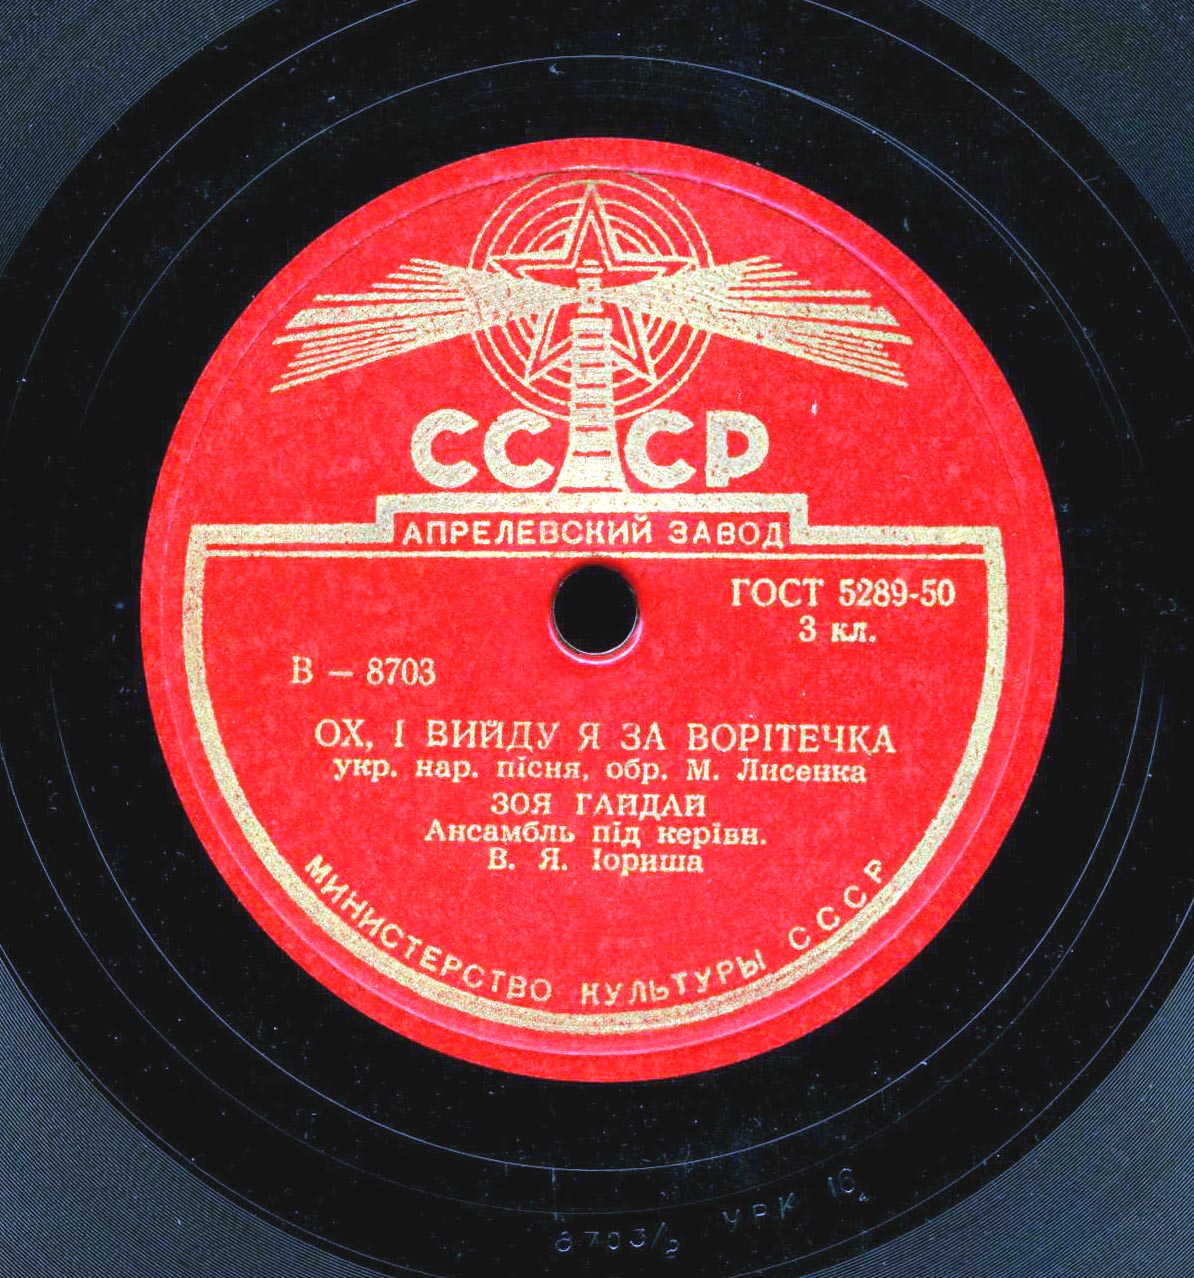 СССР
АПРЕЛЕВСКИЙ ЗАВОД
ГОСТ 5289-50
3 кл.
В – 8703
ОХ, І ВИЙДУ Я ЗА ВОРІТЕЧКА
укр. нар. пісня, обр. М. Лисенка
ЗОЯ ГАЙДАЙ
Ансамбль під керівн.
В. Я. Іориша
МИНИСТЕРСТВО КУЛЬТУРЫ СССР
8703/2 УРК 16